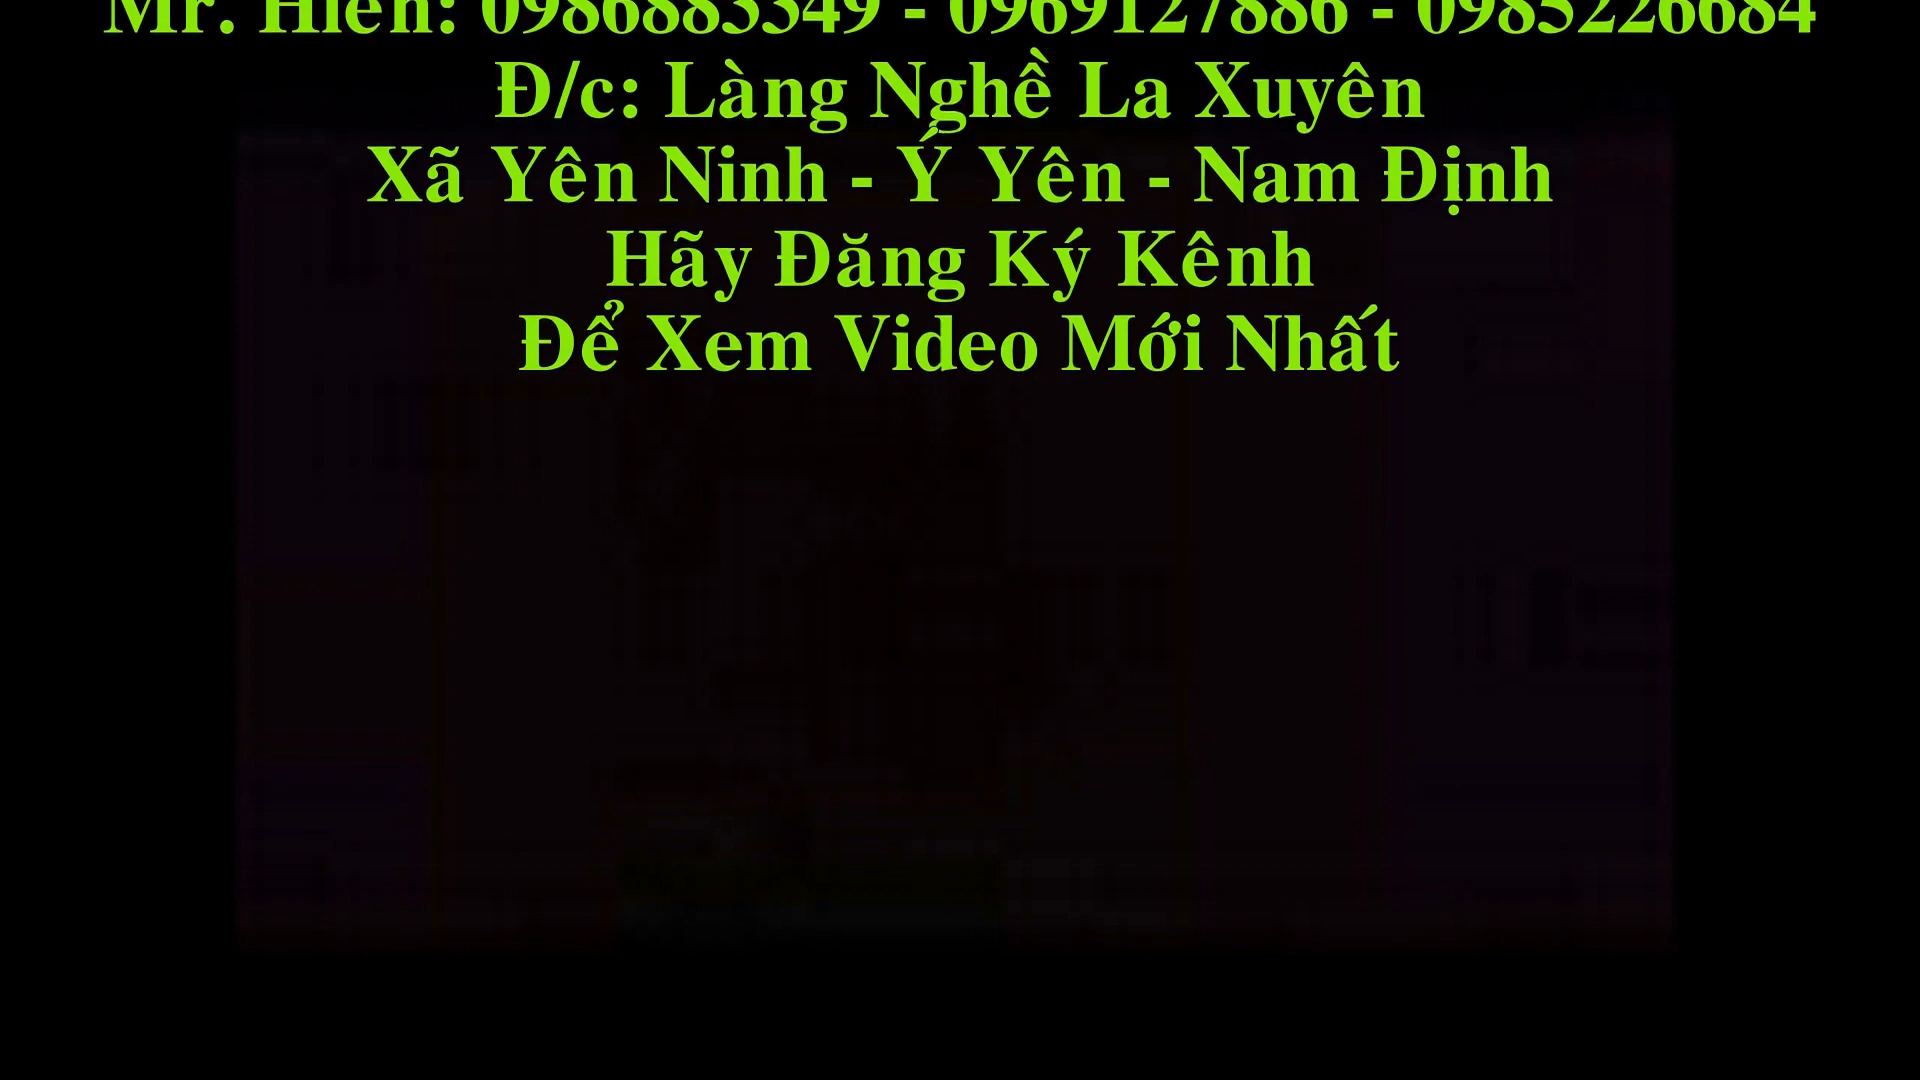 Mr. Hiền: 0986883349 - 0969127886 - 0985226684
Đ/c: Làng Nghề La Xuyên
Xã Yên Ninh - Ý Yên - Nam Định
Hãy Đăng Ký Kênh
Để Xem Video Mới Nhất